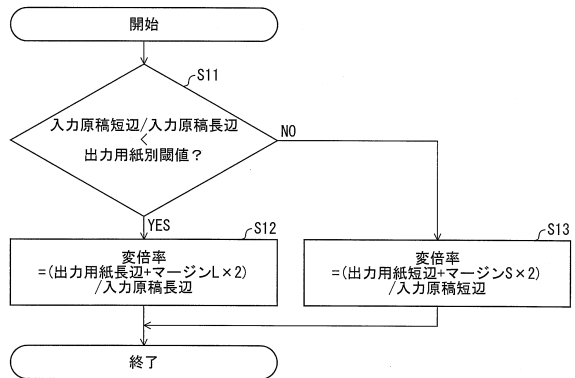 開始
S11
入力原稿短辺/入力原稿長辺
<
出力用紙別閾値？
NO
YES
S12
変倍率
=(出力用紙長辺+マージンL×2)
/入力原稿長辺
S13
変倍率
=(出力用紙短辺+マージンS×2)
/入力原稿短辺
終了